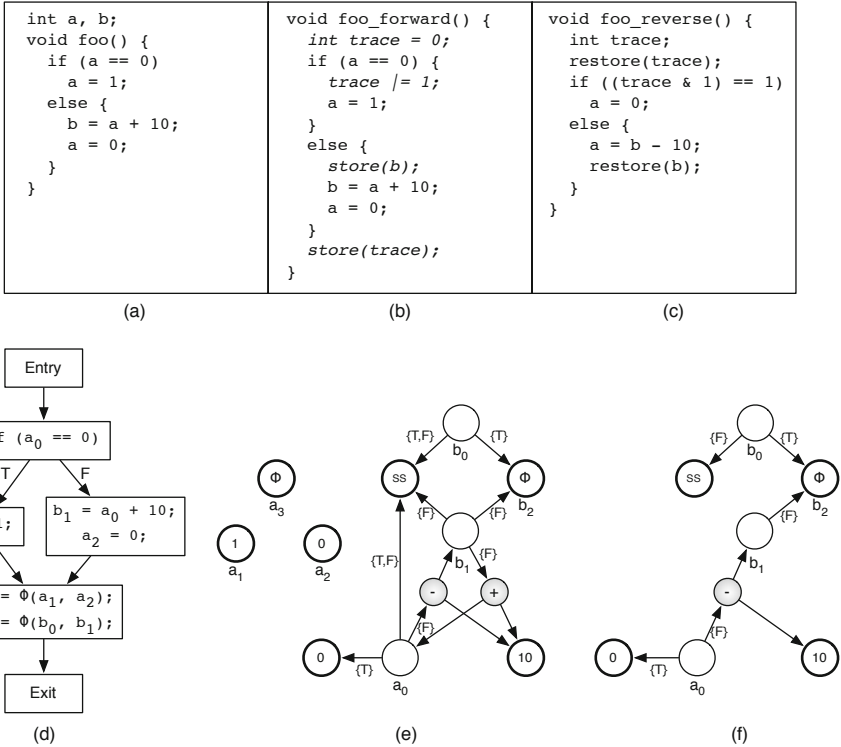 int a, b;
void foo() {
if (a == 0)
a = 1;
else {
b = a + 10;
a = 0;
}
}
(a)
void foo_forward() {
int trace = 0;
if (a == 0) {
trace |= 1;
a = 1;
}
else {
store(b);
b = a + 10;
a = 0;
}
store(trace);
}
(b)
void foo_reverse() {
int trace;
restore(trace);
if ((trace & 1) == 1)
a = 0;
else {
a = b - 10;
restore(b);
}
}
(c)
Entry
f (a0 == 0)
T
F
1;
b1 = a0 + 10;
a2 = 0;
= Φ(a1, a2);
= Φ(b0, b1);
Exit
(d)
Φ
a3
1
a1
0
a2
{T,F}
{T}
b0
SS
Φ
b2
{F}
{F}
{T,F}
b1
{F}
-
+
{F}
0
{T}
a0
10
(e)
{F}
{T}
b0
SS
Φ
b2
{F}
b1
-
{F}
0
{T}
a0
10
(f)